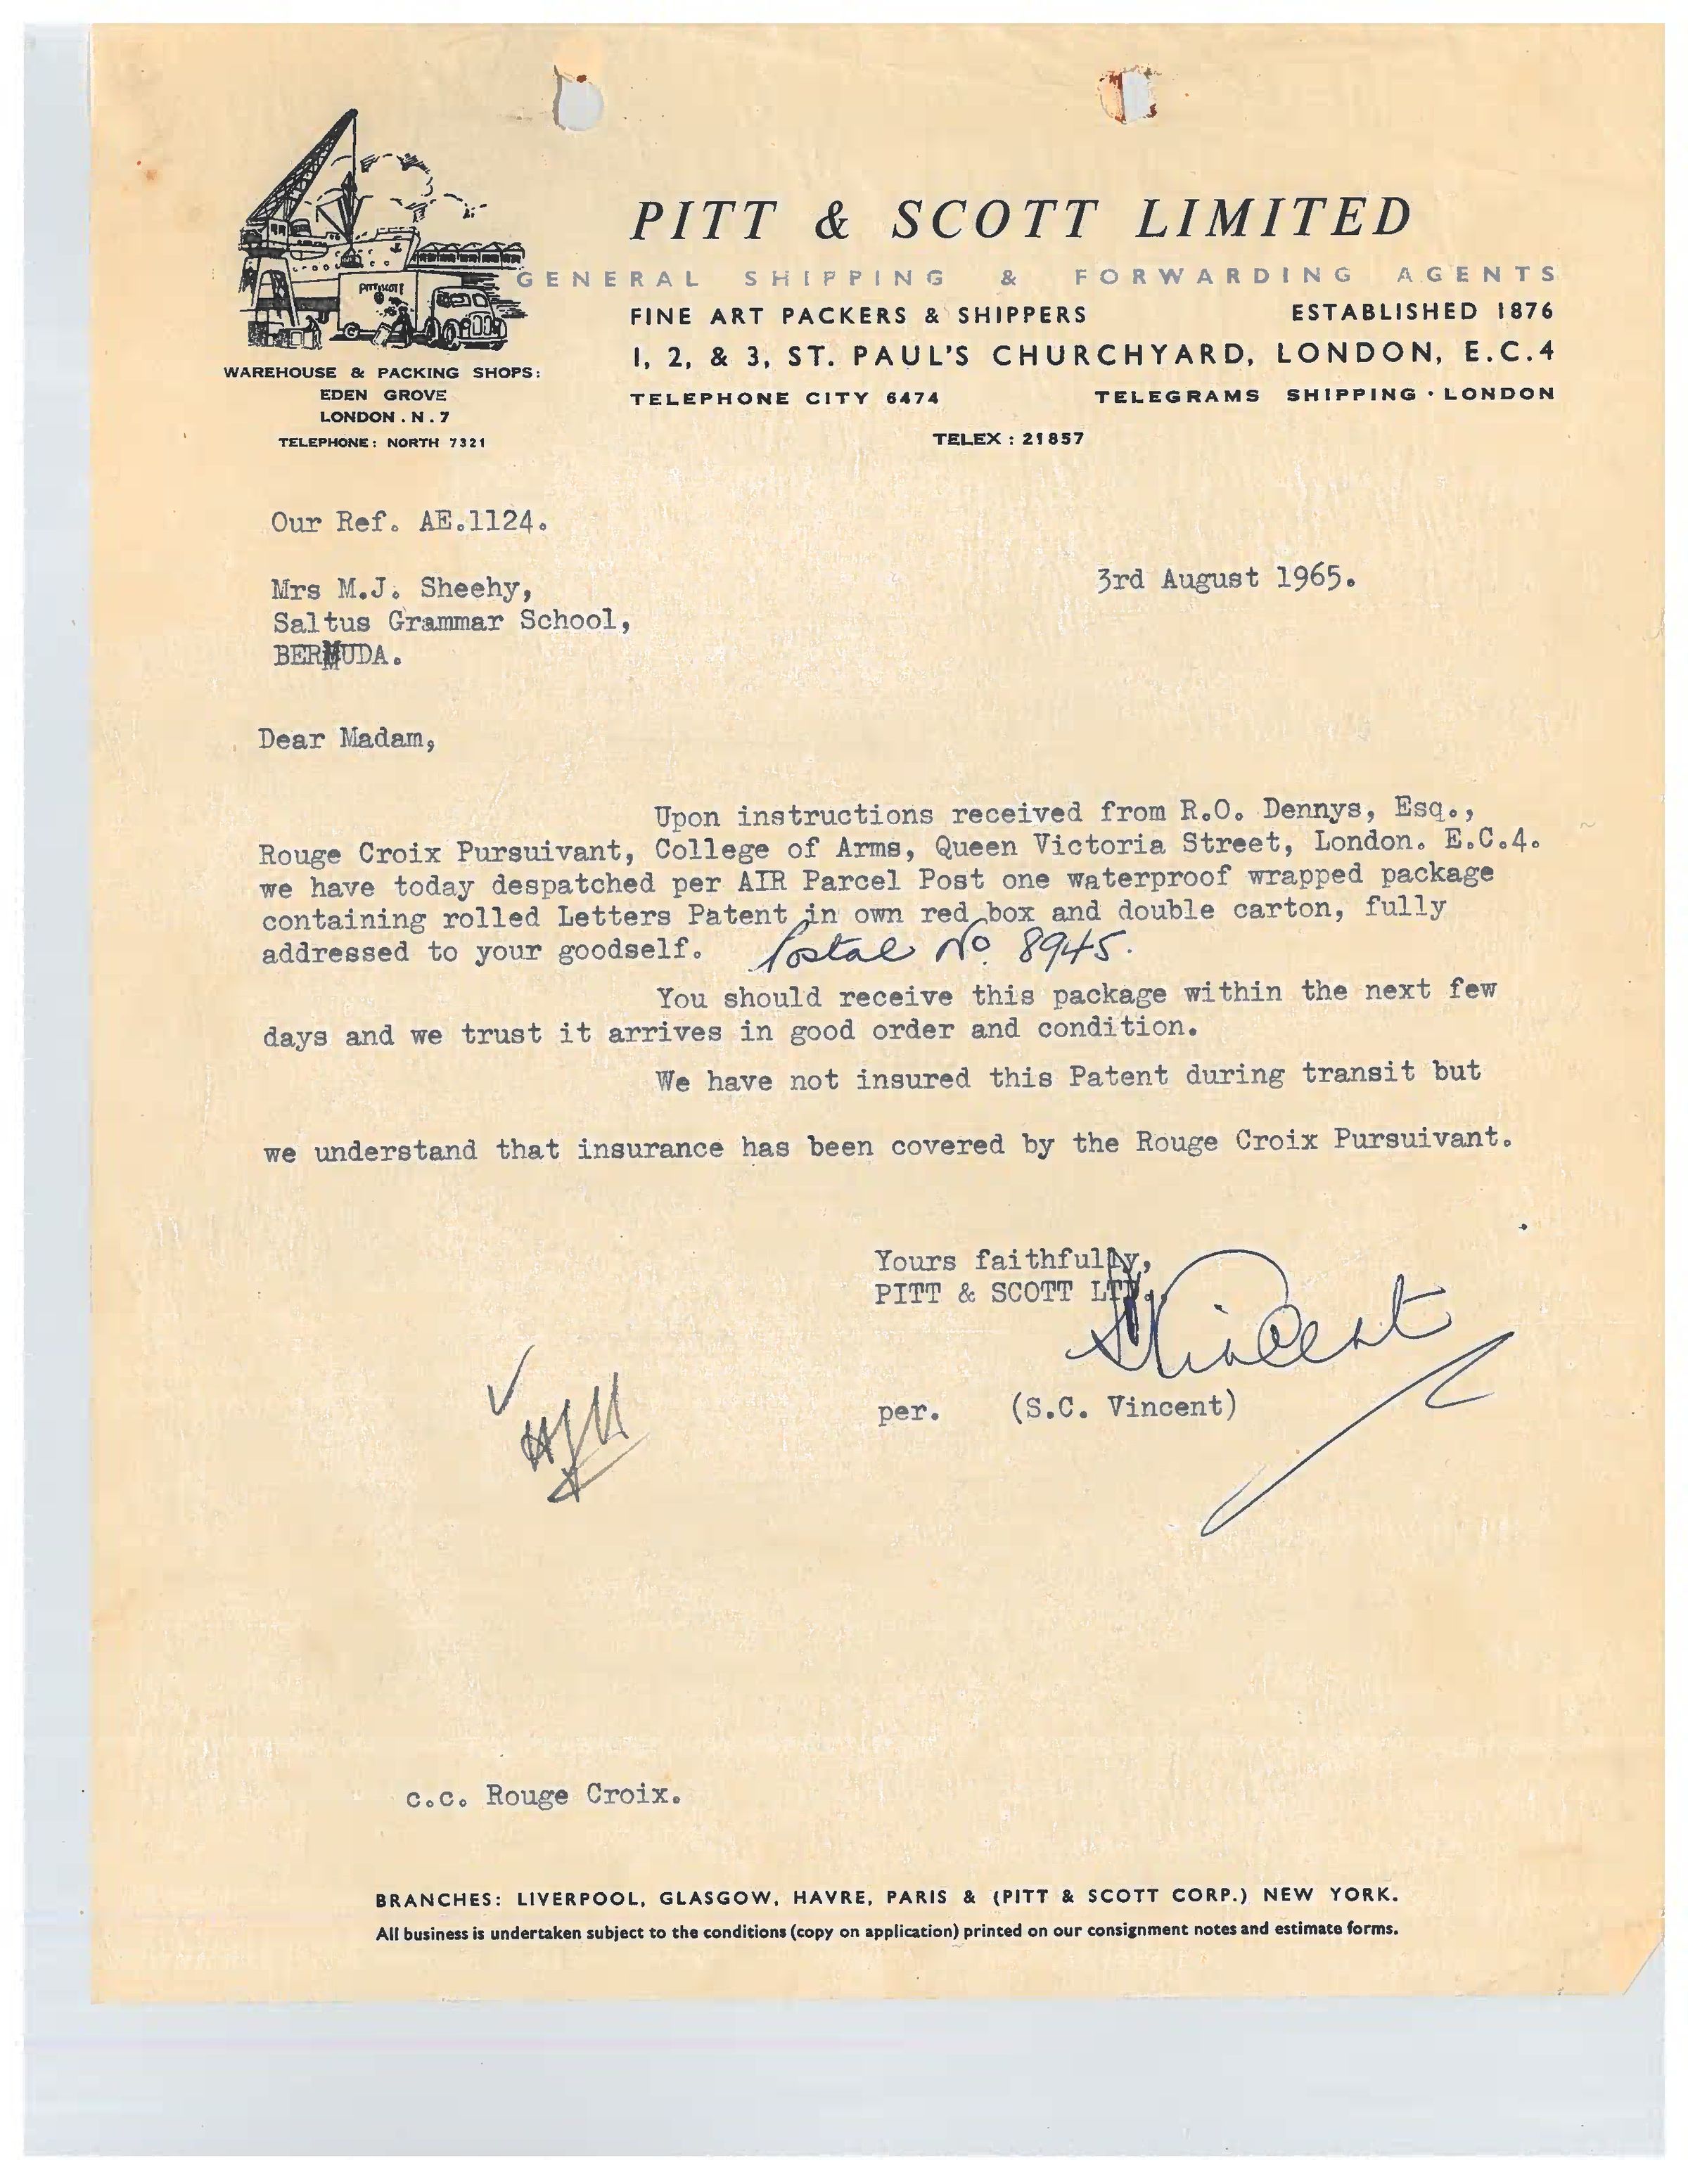 PITT & SCOTT
PITT & SCOTT LIMITED
GENERAL SHIPPING & FORWARDING AGENTS
FINE ART PACKERS & SHIPPERS ESTABLISHED 1876
1, 2, & 3, ST. PAUL'S CHURCHYARD, LONDON, E.C.4
TELEPHONE CITY 6474 TELEGRAMS SHIPPING · LONDON
TELEX : 21857
WAREHOUSE & PACKING SHOPS:
EDEN GROVE
LONDON . N . 7
TELEPHONE: NORTH 7321
Our Ref. AE.1124.
3rd August 1965.
Mrs M.J. Sheehy,
Saltus Grammar School,
BERMUDA.
Dear Madam,
Upon instructions received from R.O. Dennys, Esq.,
Rouge Croix Pursuivant, College of Arms, Queen Victoria Street, London. E.C.4.
we have today despatched per AIR Parcel Post one waterproof wrapped package
containing rolled Letters Patent in own red box and double carton, fully
addressed to your goodself. Postal No. 8945.
You should receive this package within the next few
days and we trust it arrives in good order and condition.
We have not insured this Patent during transit but
we understand that insurance has been covered by the Rouge Croix Pursuivant.
Yours faithfully,
PITT & SCOTT LTD.
SVincent
per. (S.C. Vincent)
c.c. Rouge Croix.
BRANCHES: LIVERPOOL, GLASGOW, HAVRE, PARIS & (PITT & SCOTT CORP.) NEW YORK.
All business is undertaken subject to the conditions (copy on application) printed on our consignment notes and estimate forms.